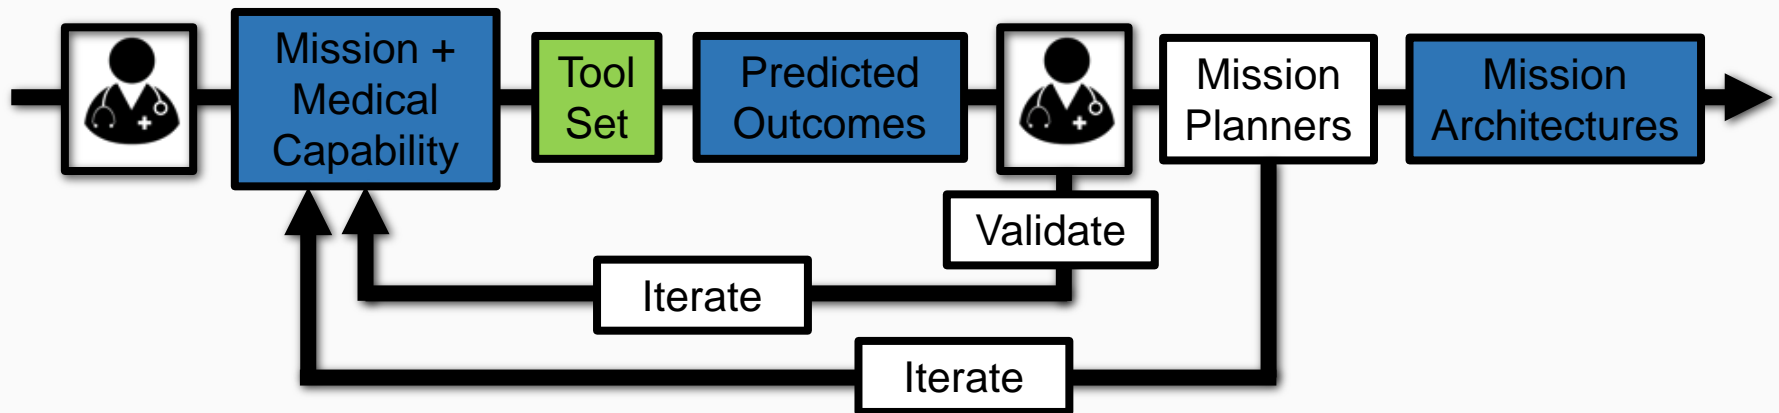 Mission +
Medical
Capability
Tool
Set
Predicted
Outcomes
Mission
Planners
Mission
Architectures
Validate
Iterate
Iterate